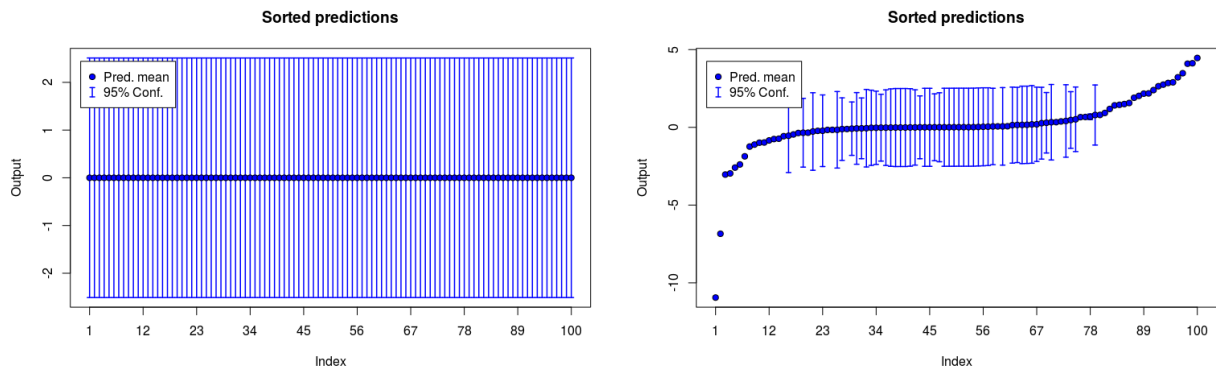 Sorted predictions
Output
2
1
0
-1
-2
Pred. mean
95% Conf.
1 12 23 34 45 56 67 78 89 100
Index
Sorted predictions
Output
5
0
-5
-10
Pred. mean
95% Conf.
1 12 23 34 45 56 67 78 89 100
Index